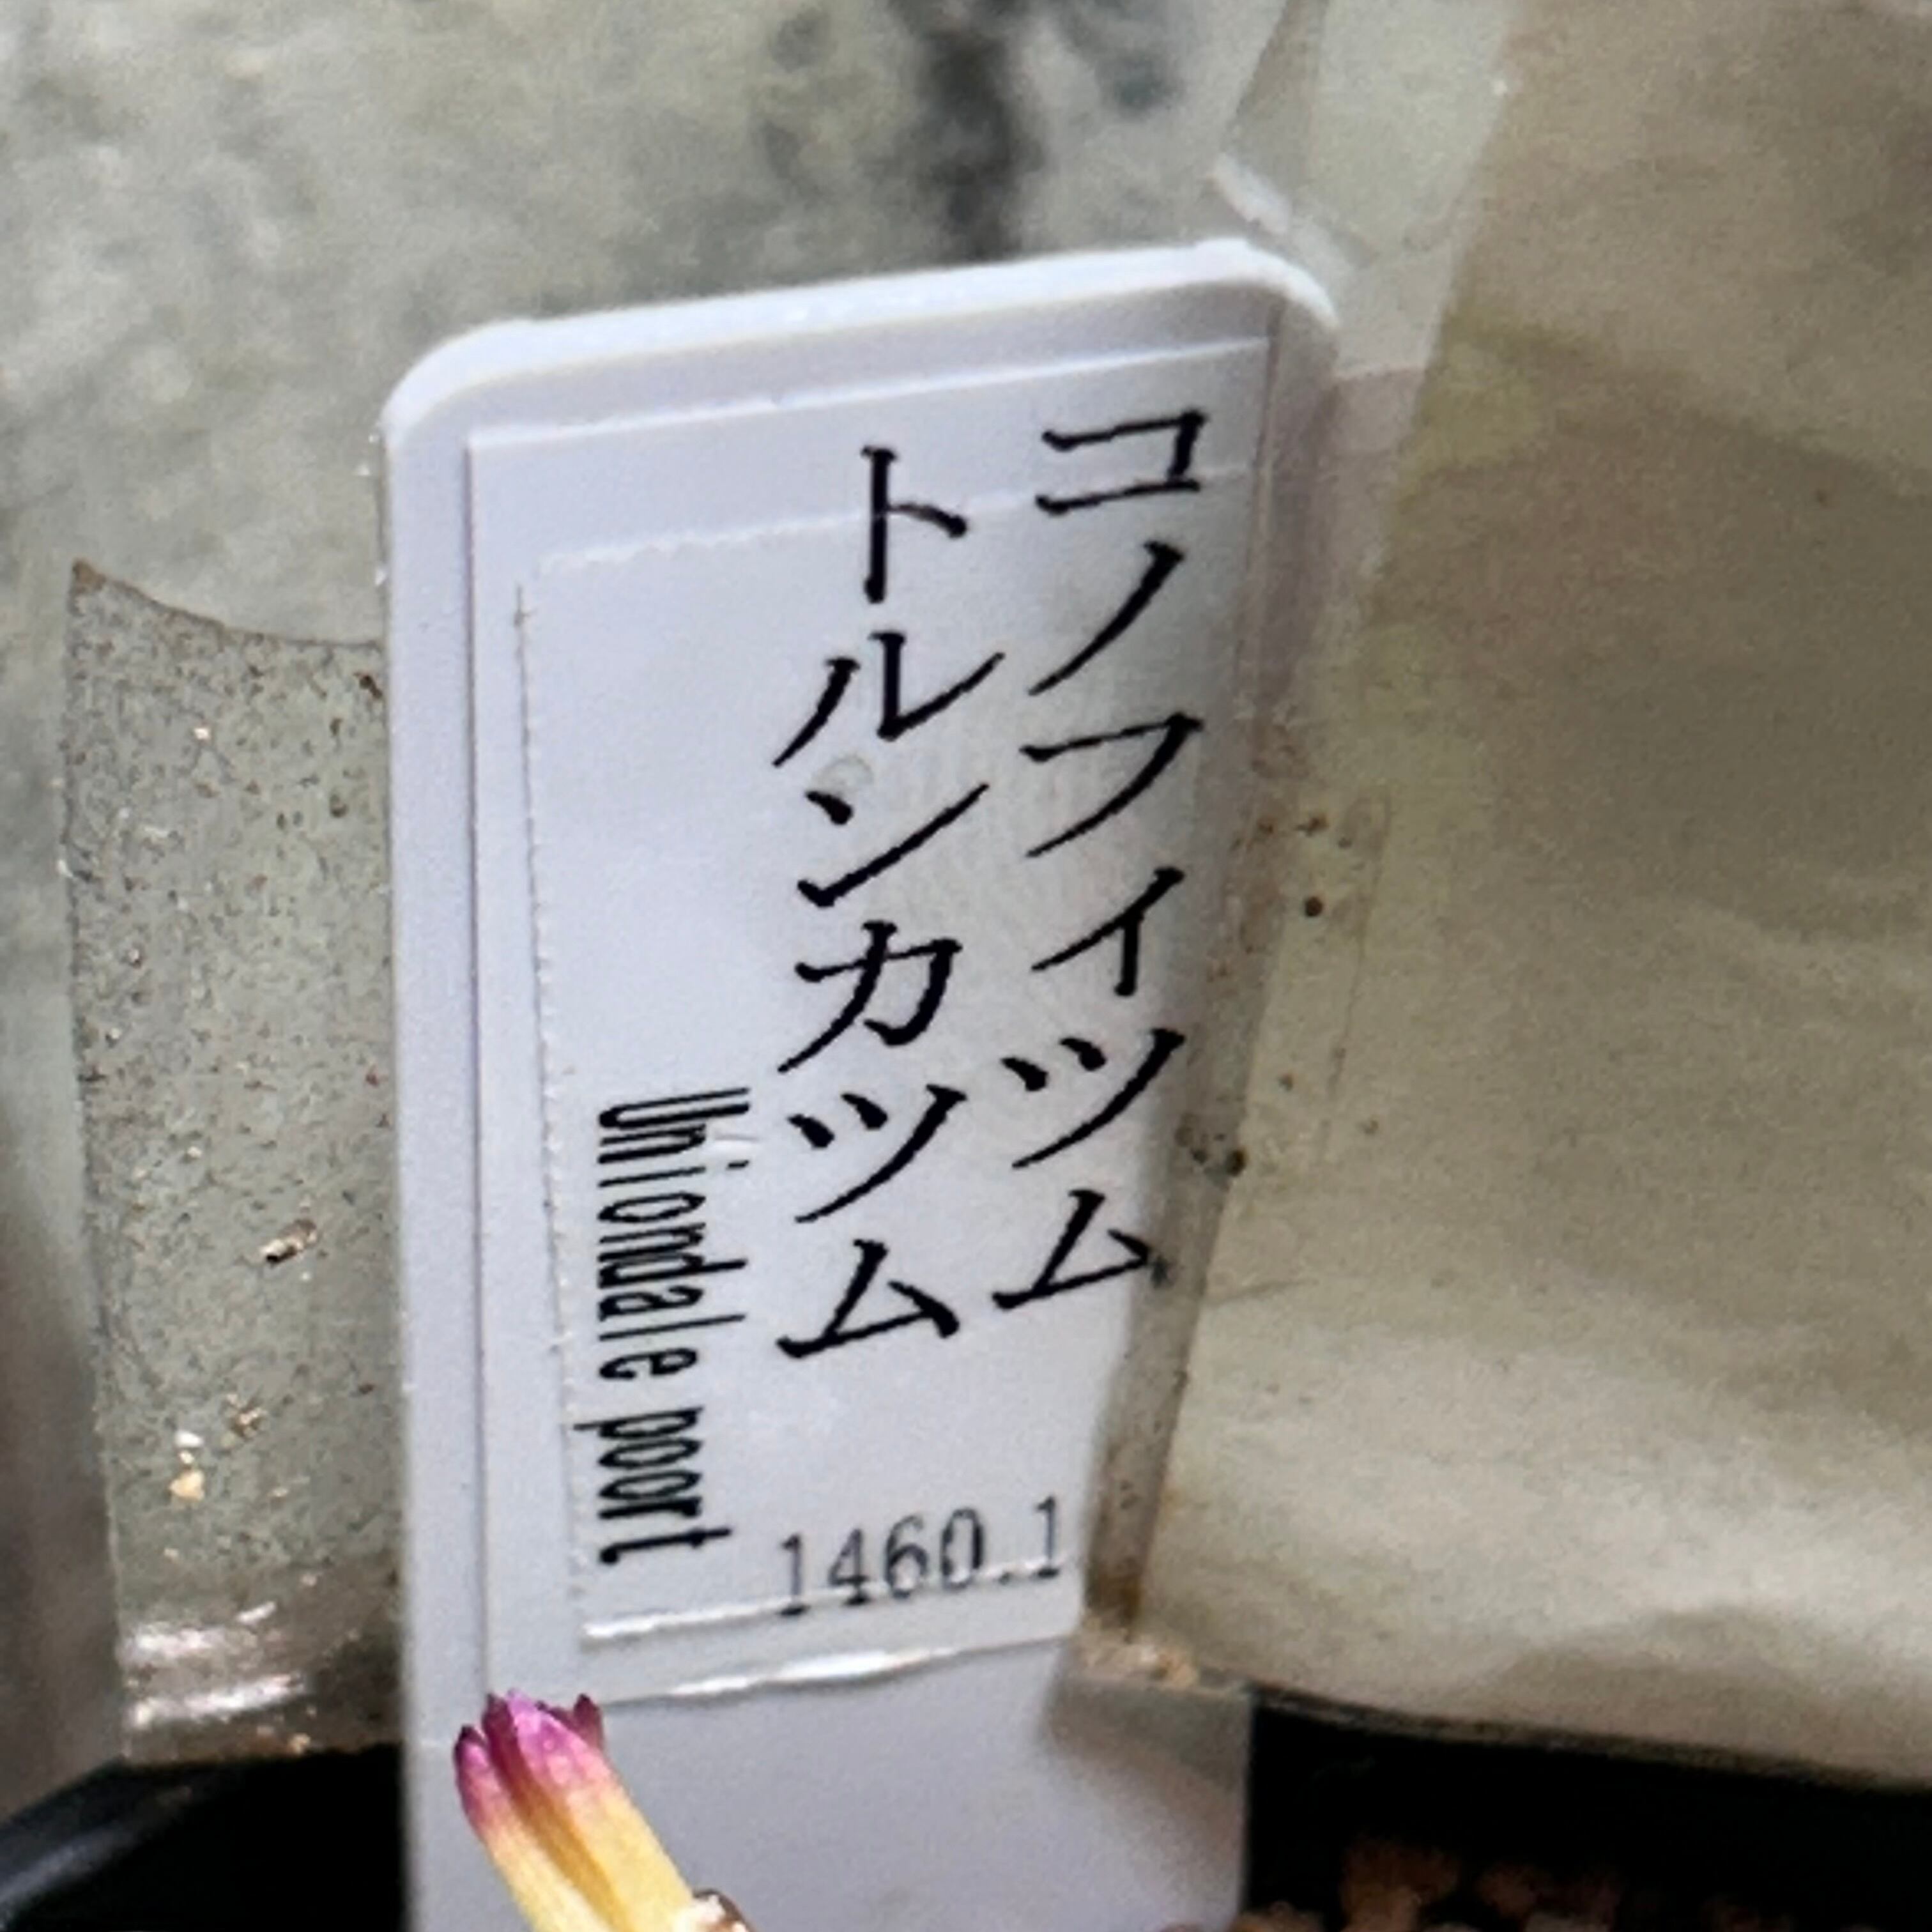 コノフィツム
トルンカツム
Uniondale poort
1460.1